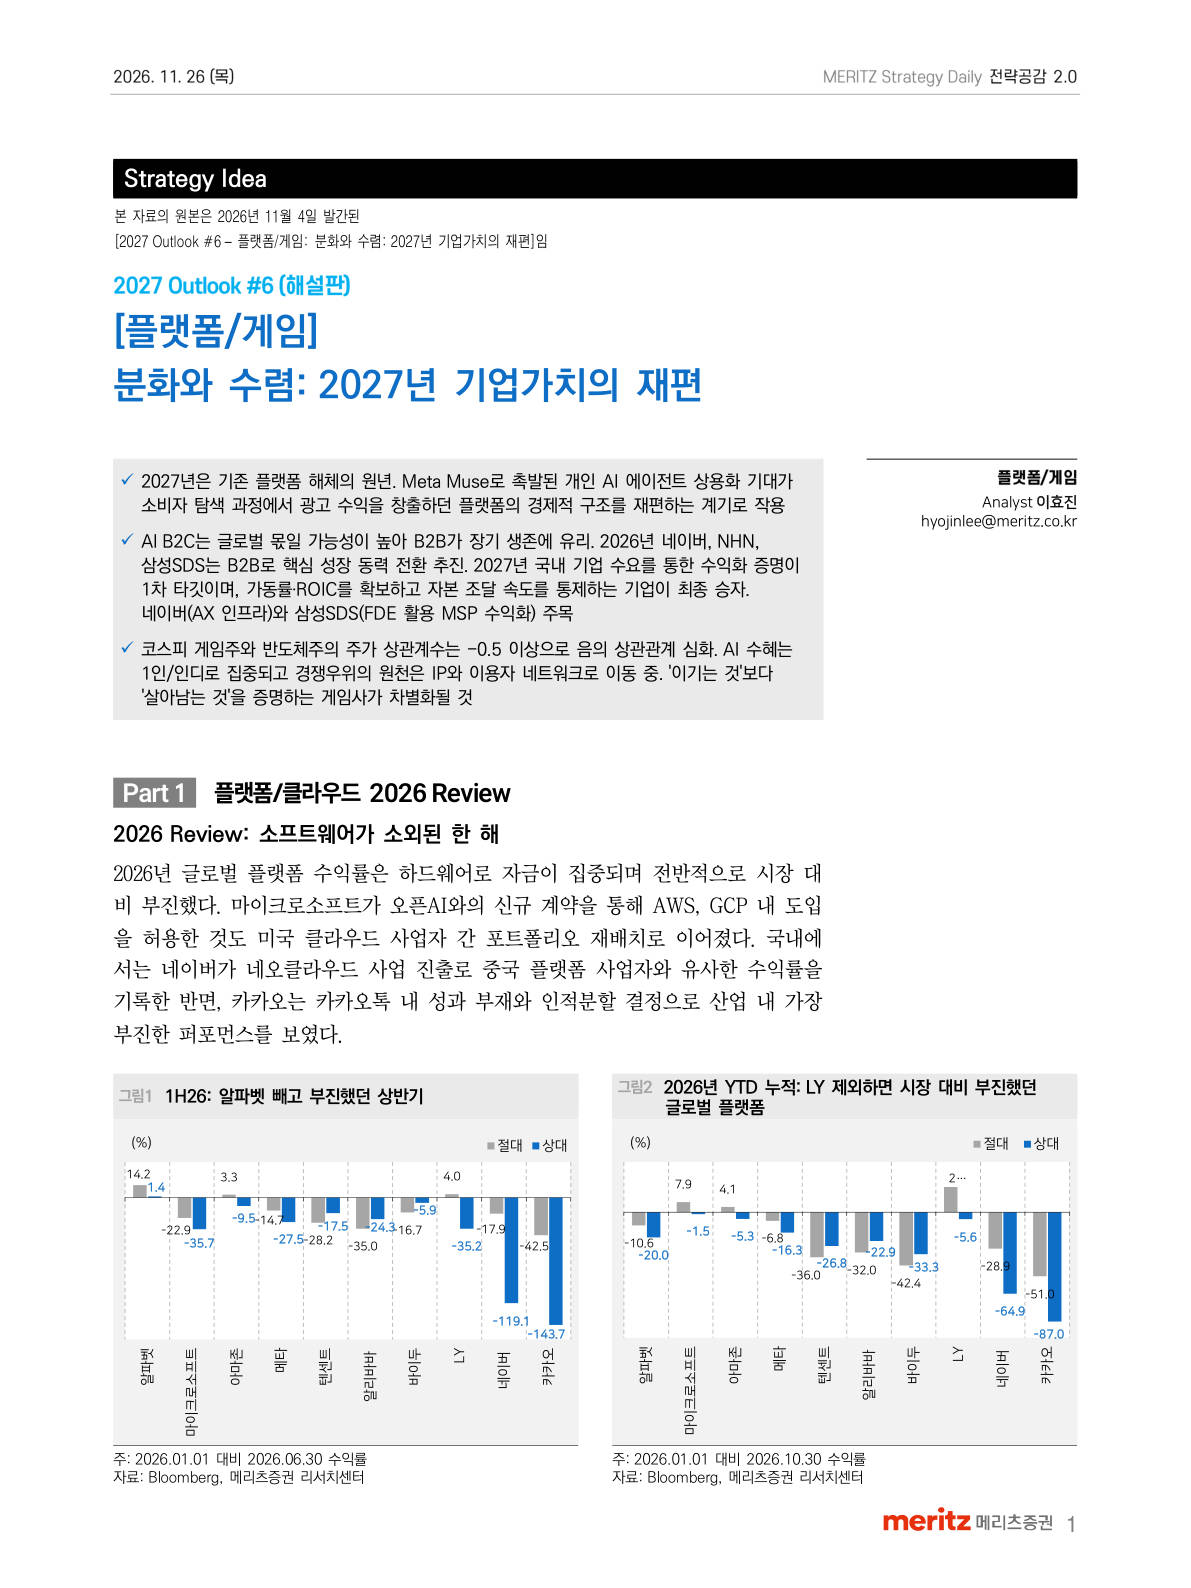 2026. 11. 26 (목)
MERITZ Strategy Daily 전략공감 2.0
Strategy Idea
본 자료의 원본은 2026년 11월 4일 발간된
[2027 Outlook #6 – 플랫폼/게임: 분화와 수렴: 2027년 기업가치의 재편]임
2027 Outlook #6 (해설판)
[플랫폼/게임]
분화와 수렴: 2027년 기업가치의 재편
✓ 2027년은 기존 플랫폼 해체의 원년. Meta Muse로 촉발된 개인 AI 에이전트 상용화 기대가
소비자 탐색 과정에서 광고 수익을 창출하던 플랫폼의 경제적 구조를 재편하는 계기로 작용
✓ AI B2C는 글로벌 몫일 가능성이 높아 B2B가 장기 생존에 유리. 2026년 네이버, NHN,
삼성SDS는 B2B로 핵심 성장 동력 전환 추진. 2027년 국내 기업 수요를 통한 수익화 증명이
1차 타깃이며, 가동률·ROIC를 확보하고 자본 조달 속도를 통제하는 기업이 최종 승자.
네이버(AX 인프라)와 삼성SDS(FDE 활용 MSP 수익화) 주목
✓ 코스피 게임주와 반도체주의 주가 상관계수는 -0.5 이상으로 음의 상관관계 심화. AI 수혜는
1인/인디로 집중되고 경쟁우위의 원천은 IP와 이용자 네트워크로 이동 중. '이기는 것'보다
'살아남는 것'을 증명하는 게임사가 차별화될 것
플랫폼/게임
Analyst 이효진
hyojinlee@meritz.co.kr
Part 1 플랫폼/클라우드 2026 Review
2026 Review: 소프트웨어가 소외된 한 해
2026년 글로벌 플랫폼 수익률은 하드웨어로 자금이 집중되며 전반적으로 시장 대
비 부진했다. 마이크로소프트가 오픈AI와의 신규 계약을 통해 AWS, GCP 내 도입
을 허용한 것도 미국 클라우드 사업자 간 포트폴리오 재배치로 이어졌다. 국내에
서는 네이버가 네오클라우드 사업 진출로 중국 플랫폼 사업자와 유사한 수익률을
기록한 반면, 카카오는 카카오톡 내 성과 부재와 인적분할 결정으로 산업 내 가장
부진한 퍼포먼스를 보였다.
그림1 1H26: 알파벳 빼고 부진했던 상반기
(%)
절대 상대
14.2 -22.9 3.3 -14.7 -28.2 -35.0 -16.7 4.0 -17.9 -42.5
1.4 -35.7 -9.5 -27.5 -17.5 -24.3 -5.9 -35.2 -119.1 -143.7
알파벳 마이크로소프트 아마존 메타 텐센트 알리바바 바이두 LY 네이버 카카오
주: 2026.01.01 대비 2026.06.30 수익률
자료: Bloomberg, 메리츠증권 리서치센터
그림2 2026년 YTD 누적: LY 제외하면 시장 대비 부진했던
글로벌 플랫폼
(%)
절대 상대
-10.6 7.9 4.1 -6.8 -36.0 -32.0 -42.4 2… -28.9 -51.0
-20.0 -1.5 -5.3 -16.3 -26.8 -22.9 -33.3 -5.6 -64.9 -87.0
알파벳 마이크로소프트 아마존 메타 텐센트 알리바바 바이두 LY 네이버 카카오
주: 2026.01.01 대비 2026.10.30 수익률
자료: Bloomberg, 메리츠증권 리서치센터
meritz 메리츠증권 1